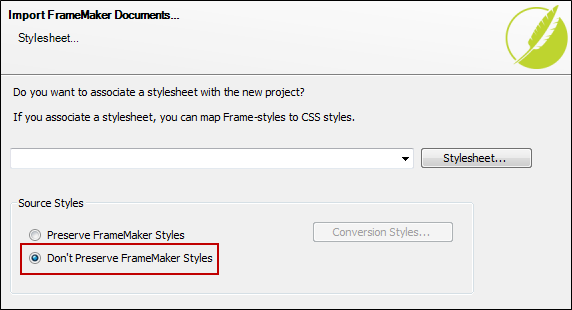 Import FrameMaker Documents...
Stylesheet...
Do you want to associate a stylesheet with the new project?
If you associate a stylesheet, you can map Frame-styles to CSS styles.
Stylesheet...
Source Styles
Preserve FrameMaker Styles
Conversion Styles...
Don't Preserve FrameMaker Styles